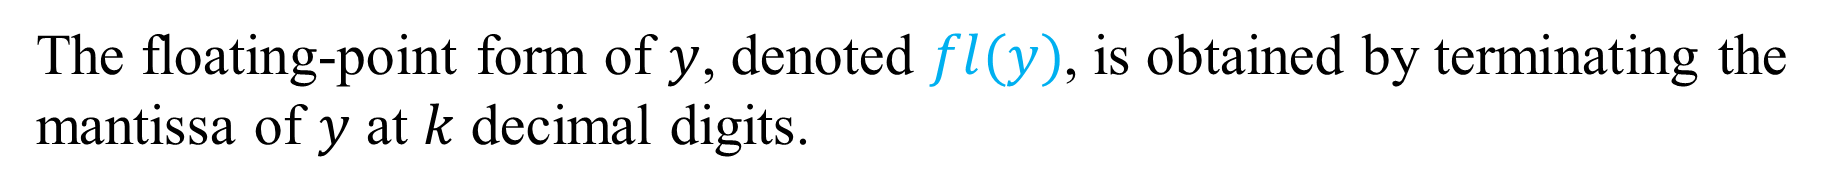 The floating-point form of y, denoted fl(y), is obtained by terminating the
mantissa of y at k decimal digits.